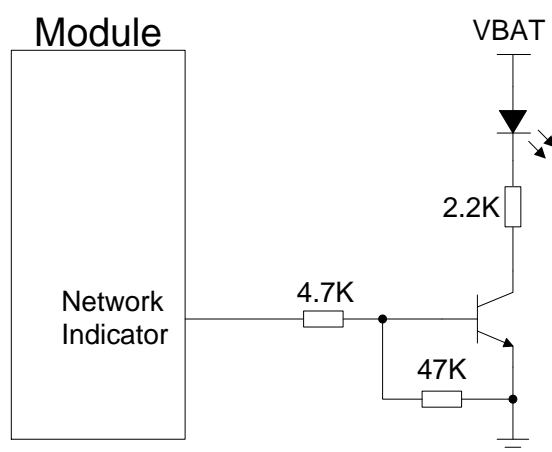 Module
VBAT
2.2K
4.7K
Network
Indicator
47K